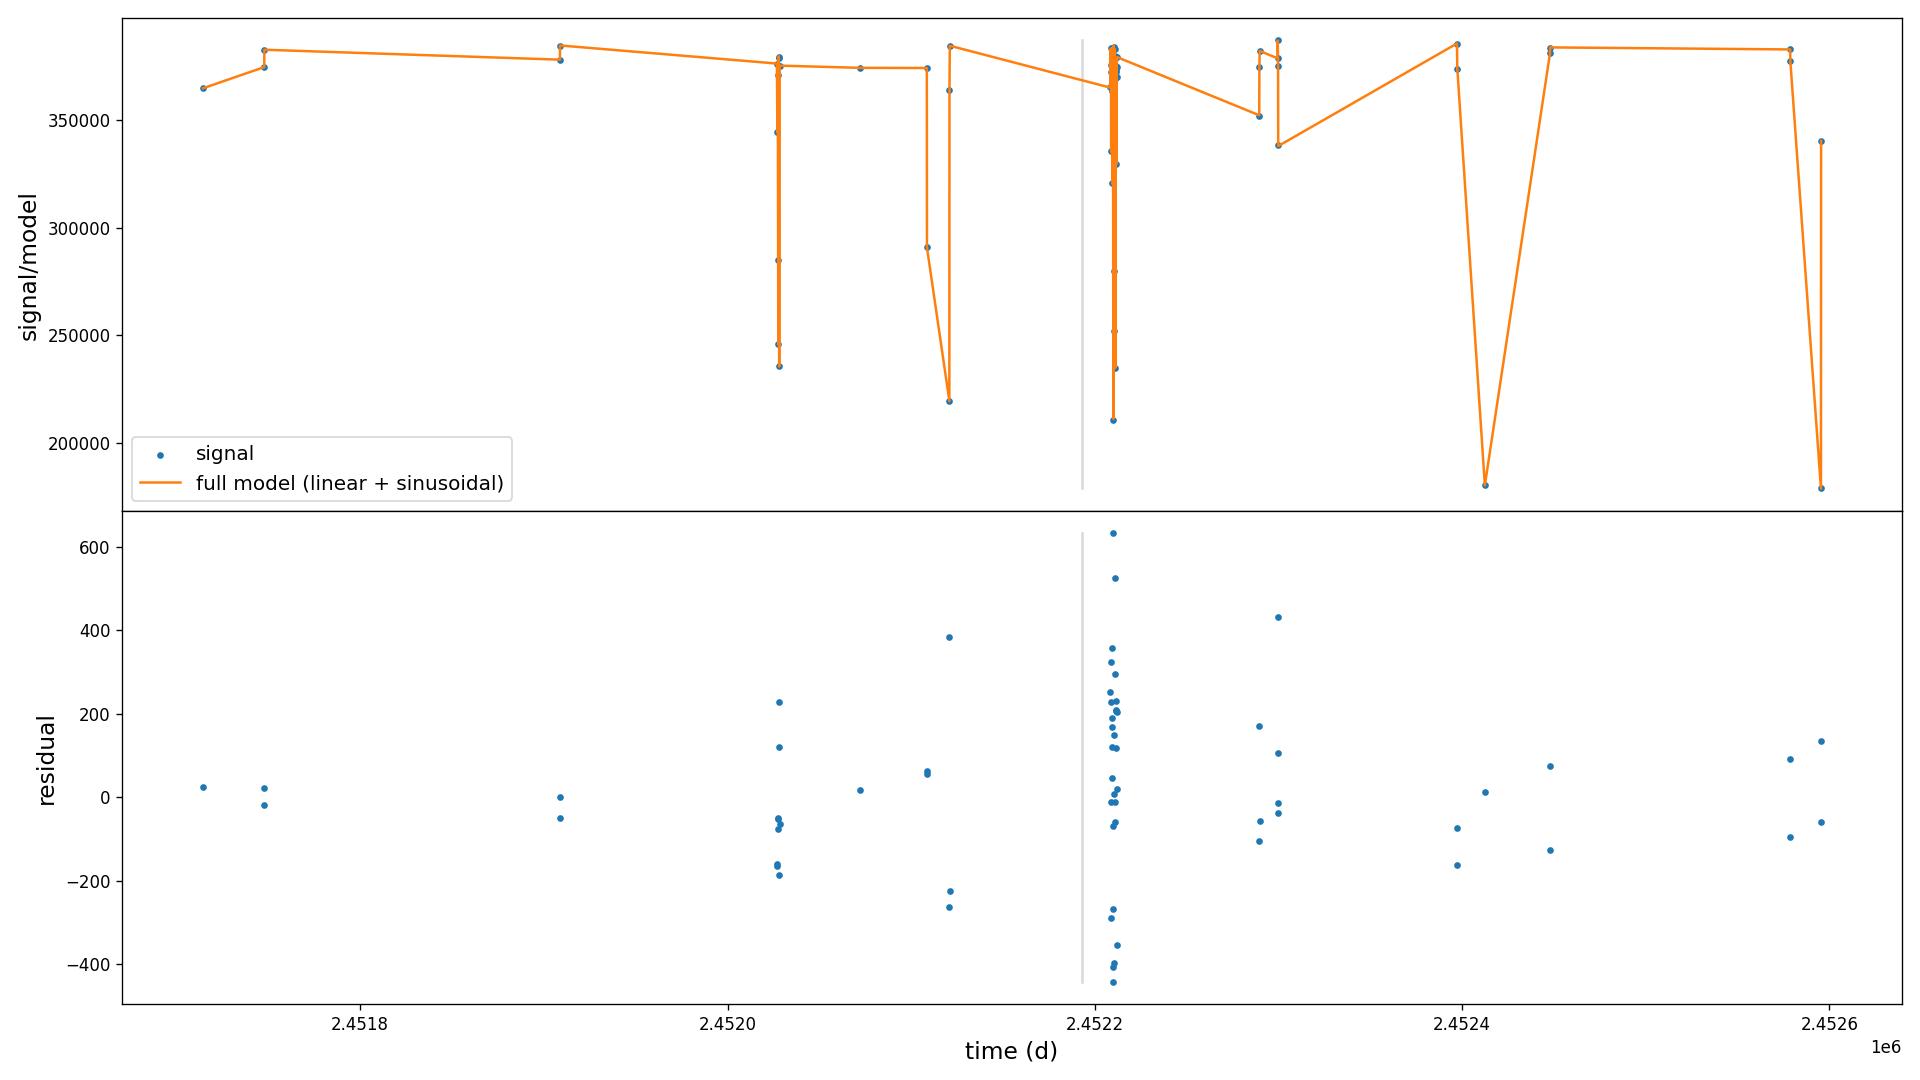 signal/model
350000
300000
250000
200000
signal
full model (linear + sinusoidal)
residual
600
400
200
0
−200
−400
2.4518
2.4520
2.4522
2.4524
2.4526
time (d)
1e6